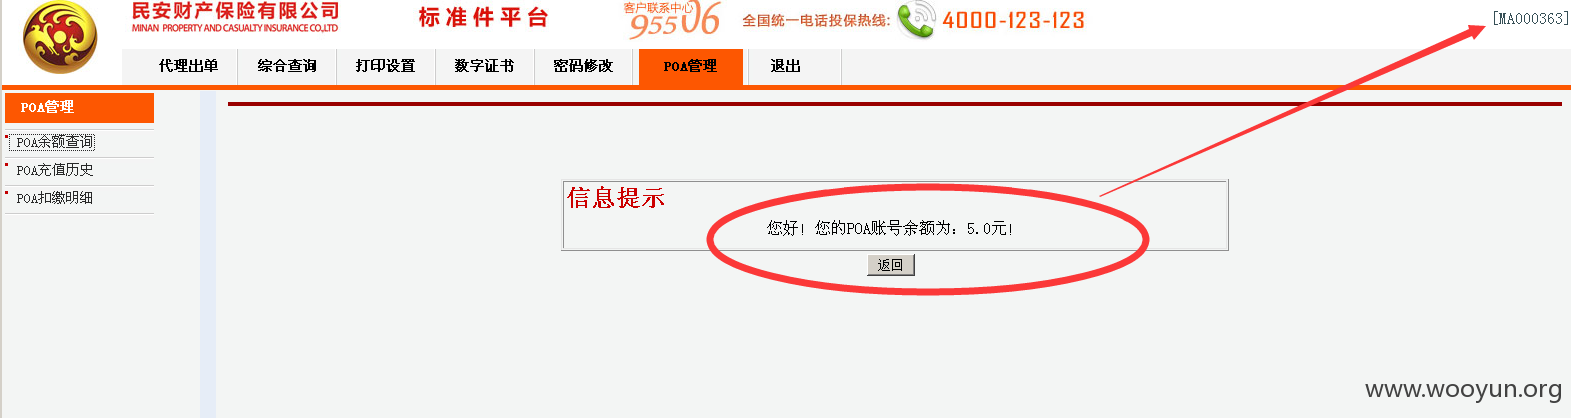 民安财产保险有限公司
MINAN PROPERTY AND CASUALTY INSURANCE CO.,LTD
标准件平台
客户联系中心
95506
全国统一电话投保热线: 4000-123-123
[MA000363]
代理出单 综合查询 打印设置 数字证书 密码修改 POA管理 退出
POA管理
POA余额查询
POA充值历史
POA扣缴明细
信息提示
您好! 您的POA账号余额为: 5.0元!
返回
www.wooyun.org